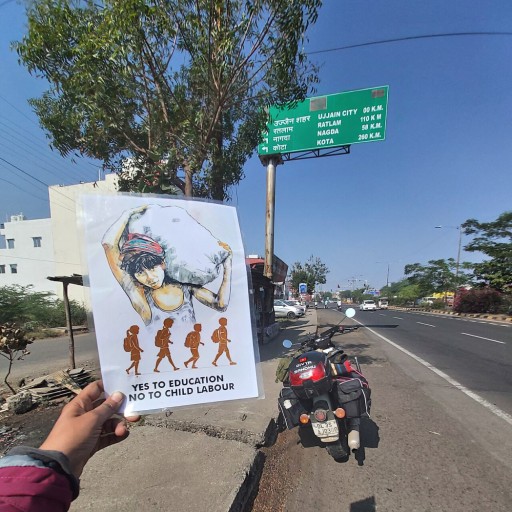 उज्जैन शहर UJJAIN CITY 00 K.M.
रतलाम RATLAM 110 K M
नागदा NAGDA 58 K.M.
कोटा KOTA 260 K.M.
YES TO EDUCATION
NO TO CHILD LABOUR